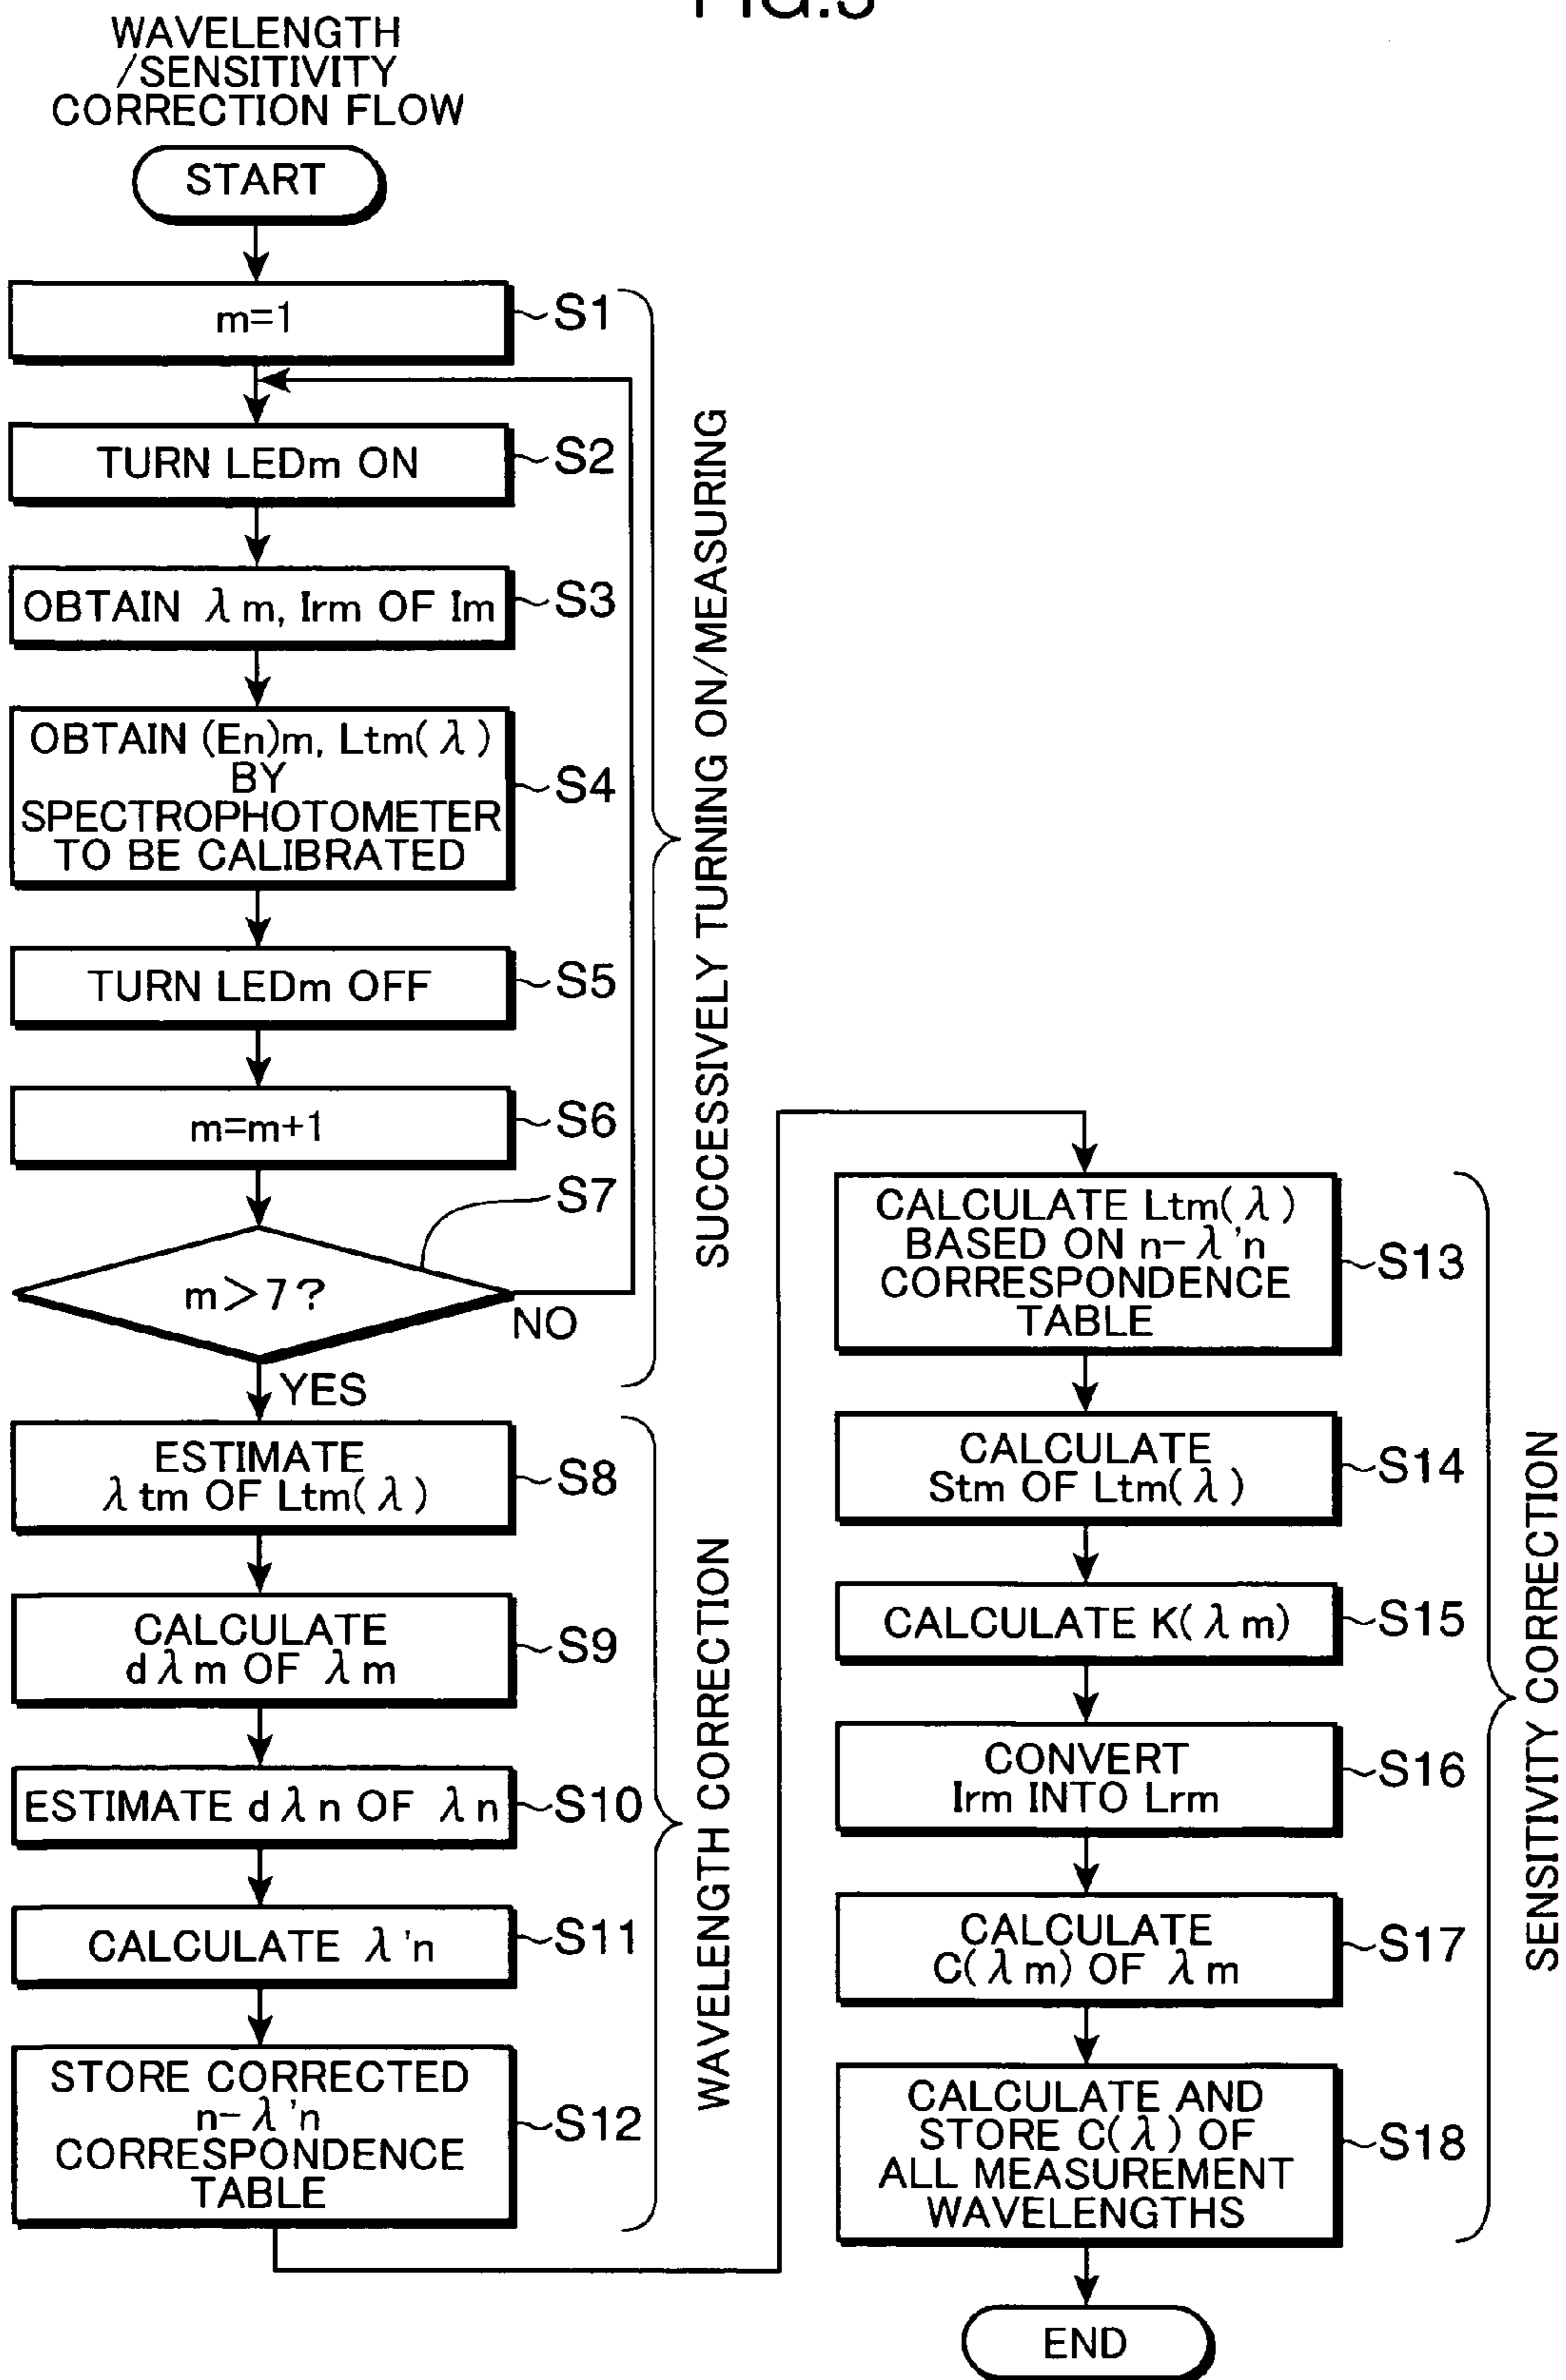 WAVELENGTH
/SENSITIVITY
CORRECTION FLOW
START
m=1
S1
TURN LEDm ON
S2
OBTAIN λm, Irm OF Im
S3
OBTAIN (En)m, Ltm(λ)
BY
SPECTROPHOTOMETER
TO BE CALIBRATED
S4
TURN LEDm OFF
S5
m=m+1
S6
S7
m>7?
NO
YES
SUCCESSIVELY TURNING ON/MEASURING
ESTIMATE
λtm OF Ltm(λ)
S8
CALCULATE
dλm OF λm
S9
ESTIMATE dλn OF λn
S10
CALCULATE λ'n
S11
STORE CORRECTED
n-λ'n
CORRESPONDENCE
TABLE
S12
WAVELENGTH CORRECTION
CALCULATE Ltm(λ)
BASED ON n-λ'n
CORRESPONDENCE
TABLE
S13
CALCULATE
Stm OF Ltm(λ)
S14
CALCULATE K(λm)
S15
CONVERT
Irm INTO Lrm
S16
CALCULATE
C(λm) OF λm
S17
CALCULATE AND
STORE C(λ) OF
ALL MEASUREMENT
WAVELENGTHS
S18
SENSITIVITY CORRECTION
END